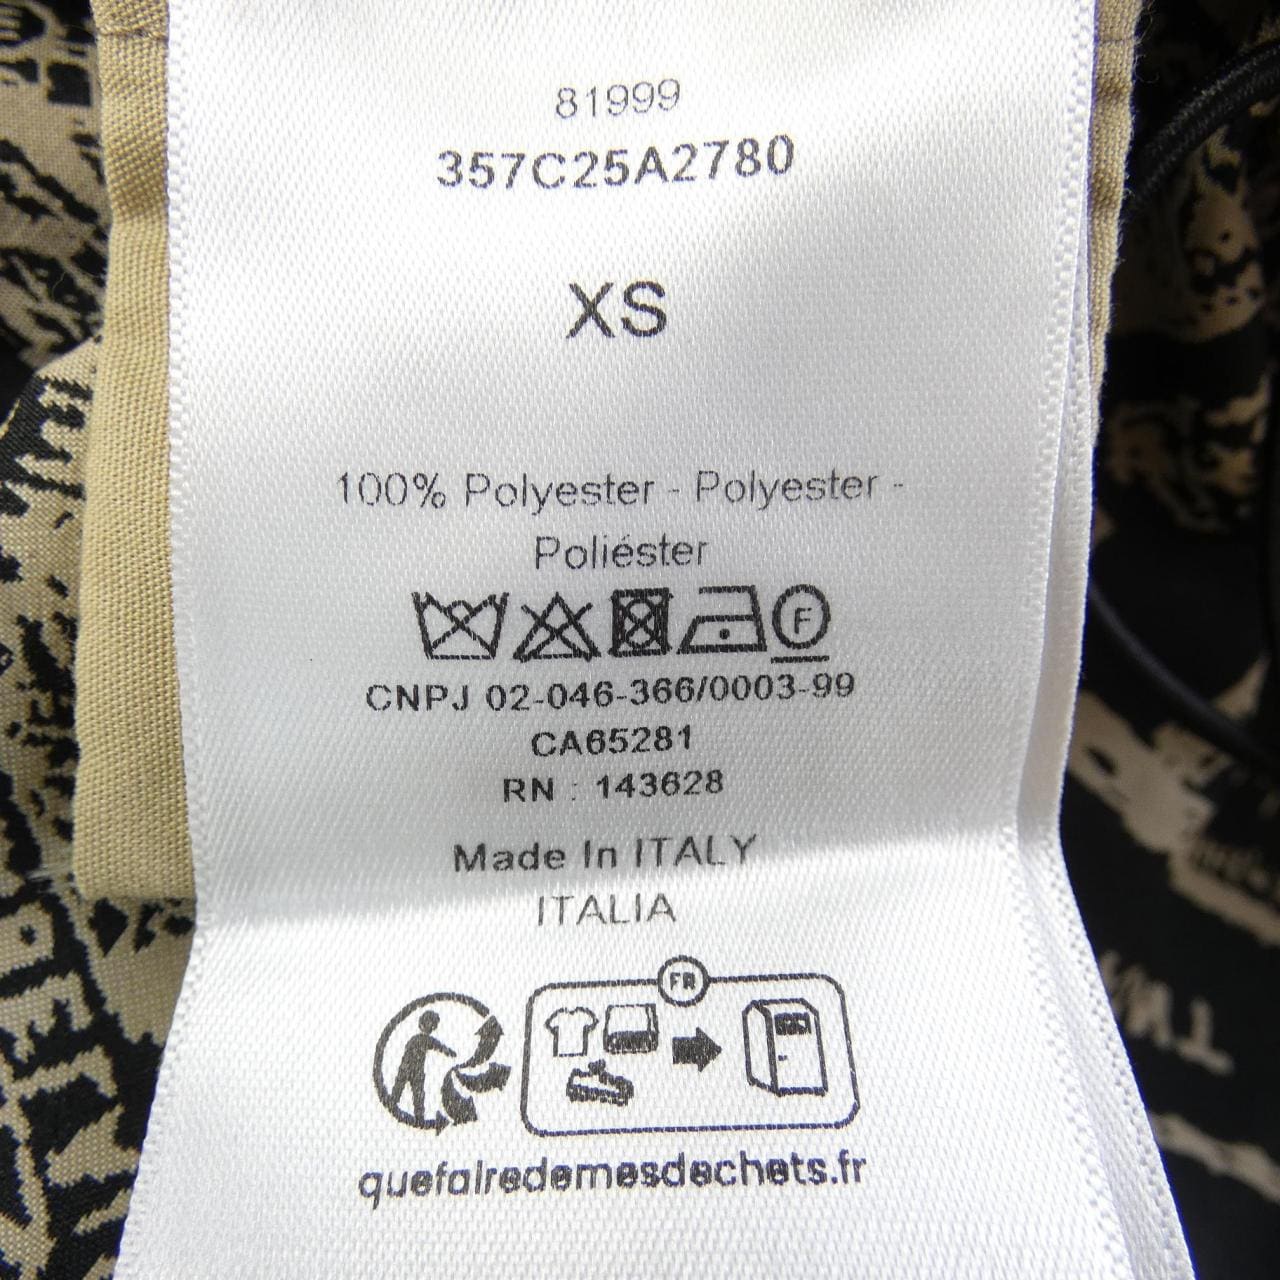 81999
357C25A2780
XS
100% Polyester - Polyester -
Poliéster
F
CNPJ 02-046-366/0003-99
CA65281
RN : 143628
Made In ITALY
ITALIA
FR
quefairedemesdechets.fr